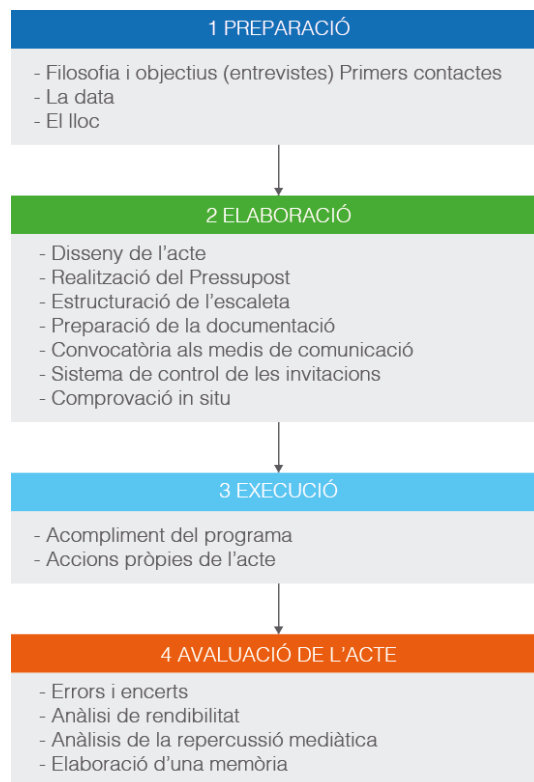 1 PREPARACIÓ
- Filosofia i objectius (entrevistes) Primers contactes
- La data
- El lloc
2 ELABORACIÓ
- Disseny de l'acte
- Realització del Pressupost
- Estructuració de l'escaleta
- Preparació de la documentació
- Convocatòria als medis de comunicació
- Sistema de control de les invitacions
- Comprovació in situ
3 EXECUCIÓ
- Acompliment del programa
- Accions pròpies de l'acte
4 AVALUACIÓ DE L'ACTE
- Errors i encerts
- Anàlisi de rendibilitat
- Anàlisis de la repercussió mediàtica
- Elaboració d'una memòria